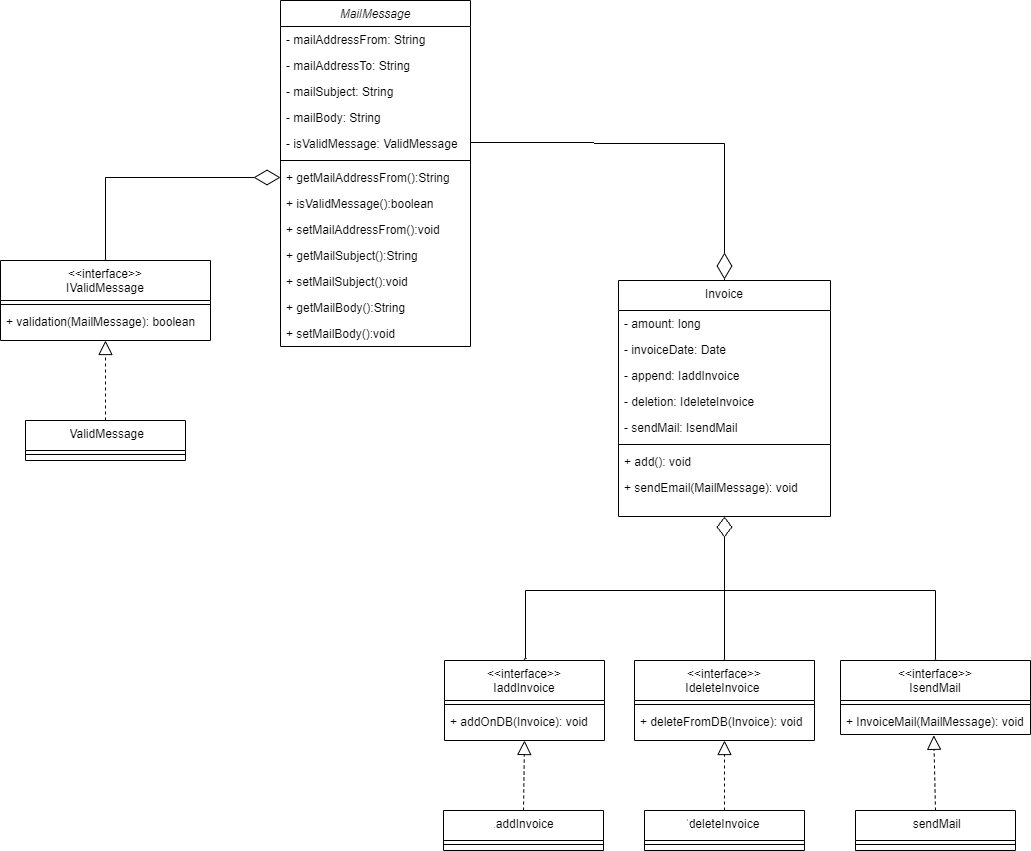 MailMessage
- mailAddressFrom: String
- mailAddressTo: String
- mailSubject: String
- mailBody: String
- isValidMessage: ValidMessage
+ getMailAddressFrom():String
+ isValidMessage():boolean
+ setMailAddressFrom():void
+ getMailSubject():String
+ setMailSubject():void
+ getMailBody():String
+ setMailBody():void
<<interface>>
IValidMessage
+ validation(MailMessage): boolean
ValidMessage
Invoice
- amount: long
- invoiceDate: Date
- append: IaddInvoice
- deletion: IdeleteInvoice
- sendMail: IsendMail
+ add(): void
+ sendEmail(MailMessage): void
<<interface>>
IaddInvoice
+ addOnDB(Invoice): void
<<interface>>
IdeleteInvoice
+ deleteFromDB(Invoice): void
<<interface>>
IsendMail
+ InvoiceMail(MailMessage): void
addInvoice
deleteInvoice
sendMail